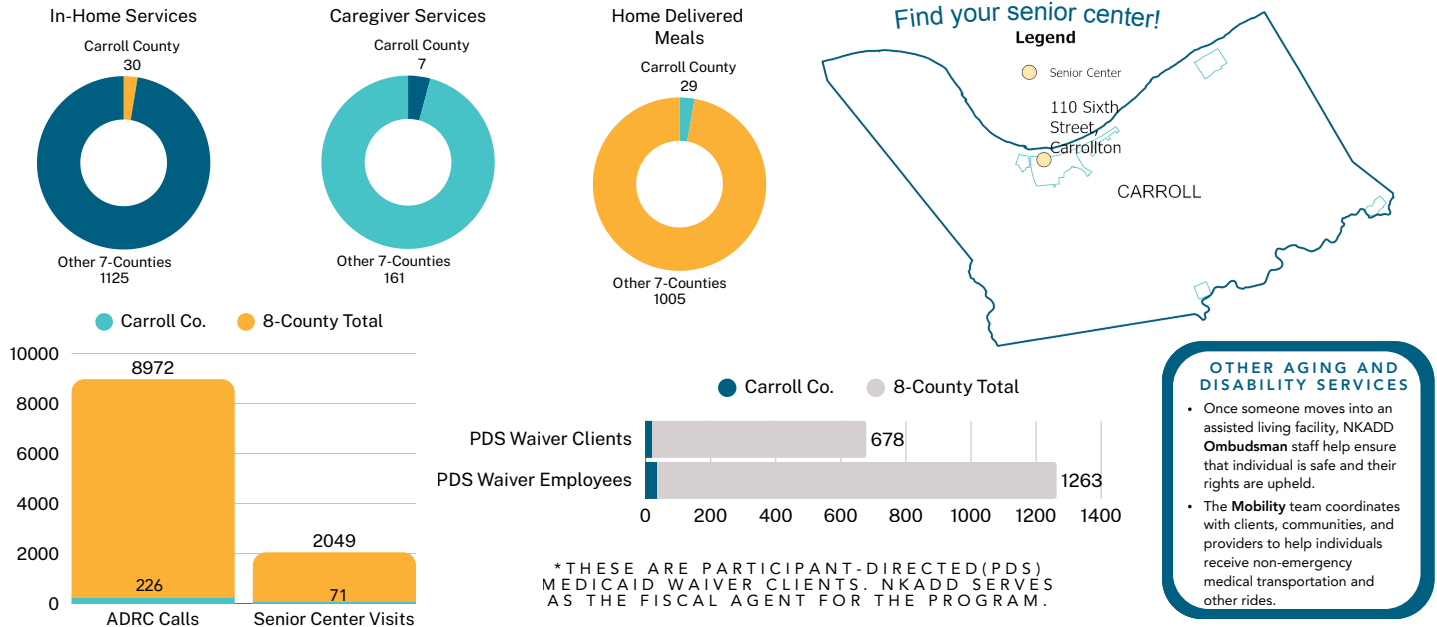 In-Home Services
Carroll County
30
Other 7-Counties
1125
Caregiver Services
Carroll County
7
Other 7-Counties
161
Home Delivered
Meals
Carroll County
29
Other 7-Counties
1005
Find your senior center!
Legend
Senior Center
110 Sixth
Street,
Carrollton
CARROLL
Carroll Co.
8-County Total
10000
8000
6000
4000
2000
0
8972
226
2049
71
ADRC Calls
Senior Center Visits
Carroll Co.
8-County Total
PDS Waiver Clients
678
PDS Waiver Employees
1263
0
200
400
600
800
1000
1200
1400
*THESE ARE PARTICIPANT-DIRECTED(PDS)
MEDICAID WAIVER CLIENTS. NKADD SERVES
AS THE FISCAL AGENT FOR THE PROGRAM.
OTHER AGING AND
DISABILITY SERVICES
• Once someone moves into an
assisted living facility, NKADD
Ombudsman staff help ensure
that individual is safe and their
rights are upheld.
• The Mobility team coordinates
with clients, communities, and
providers to help individuals
receive non-emergency
medical transportation and
other rides.